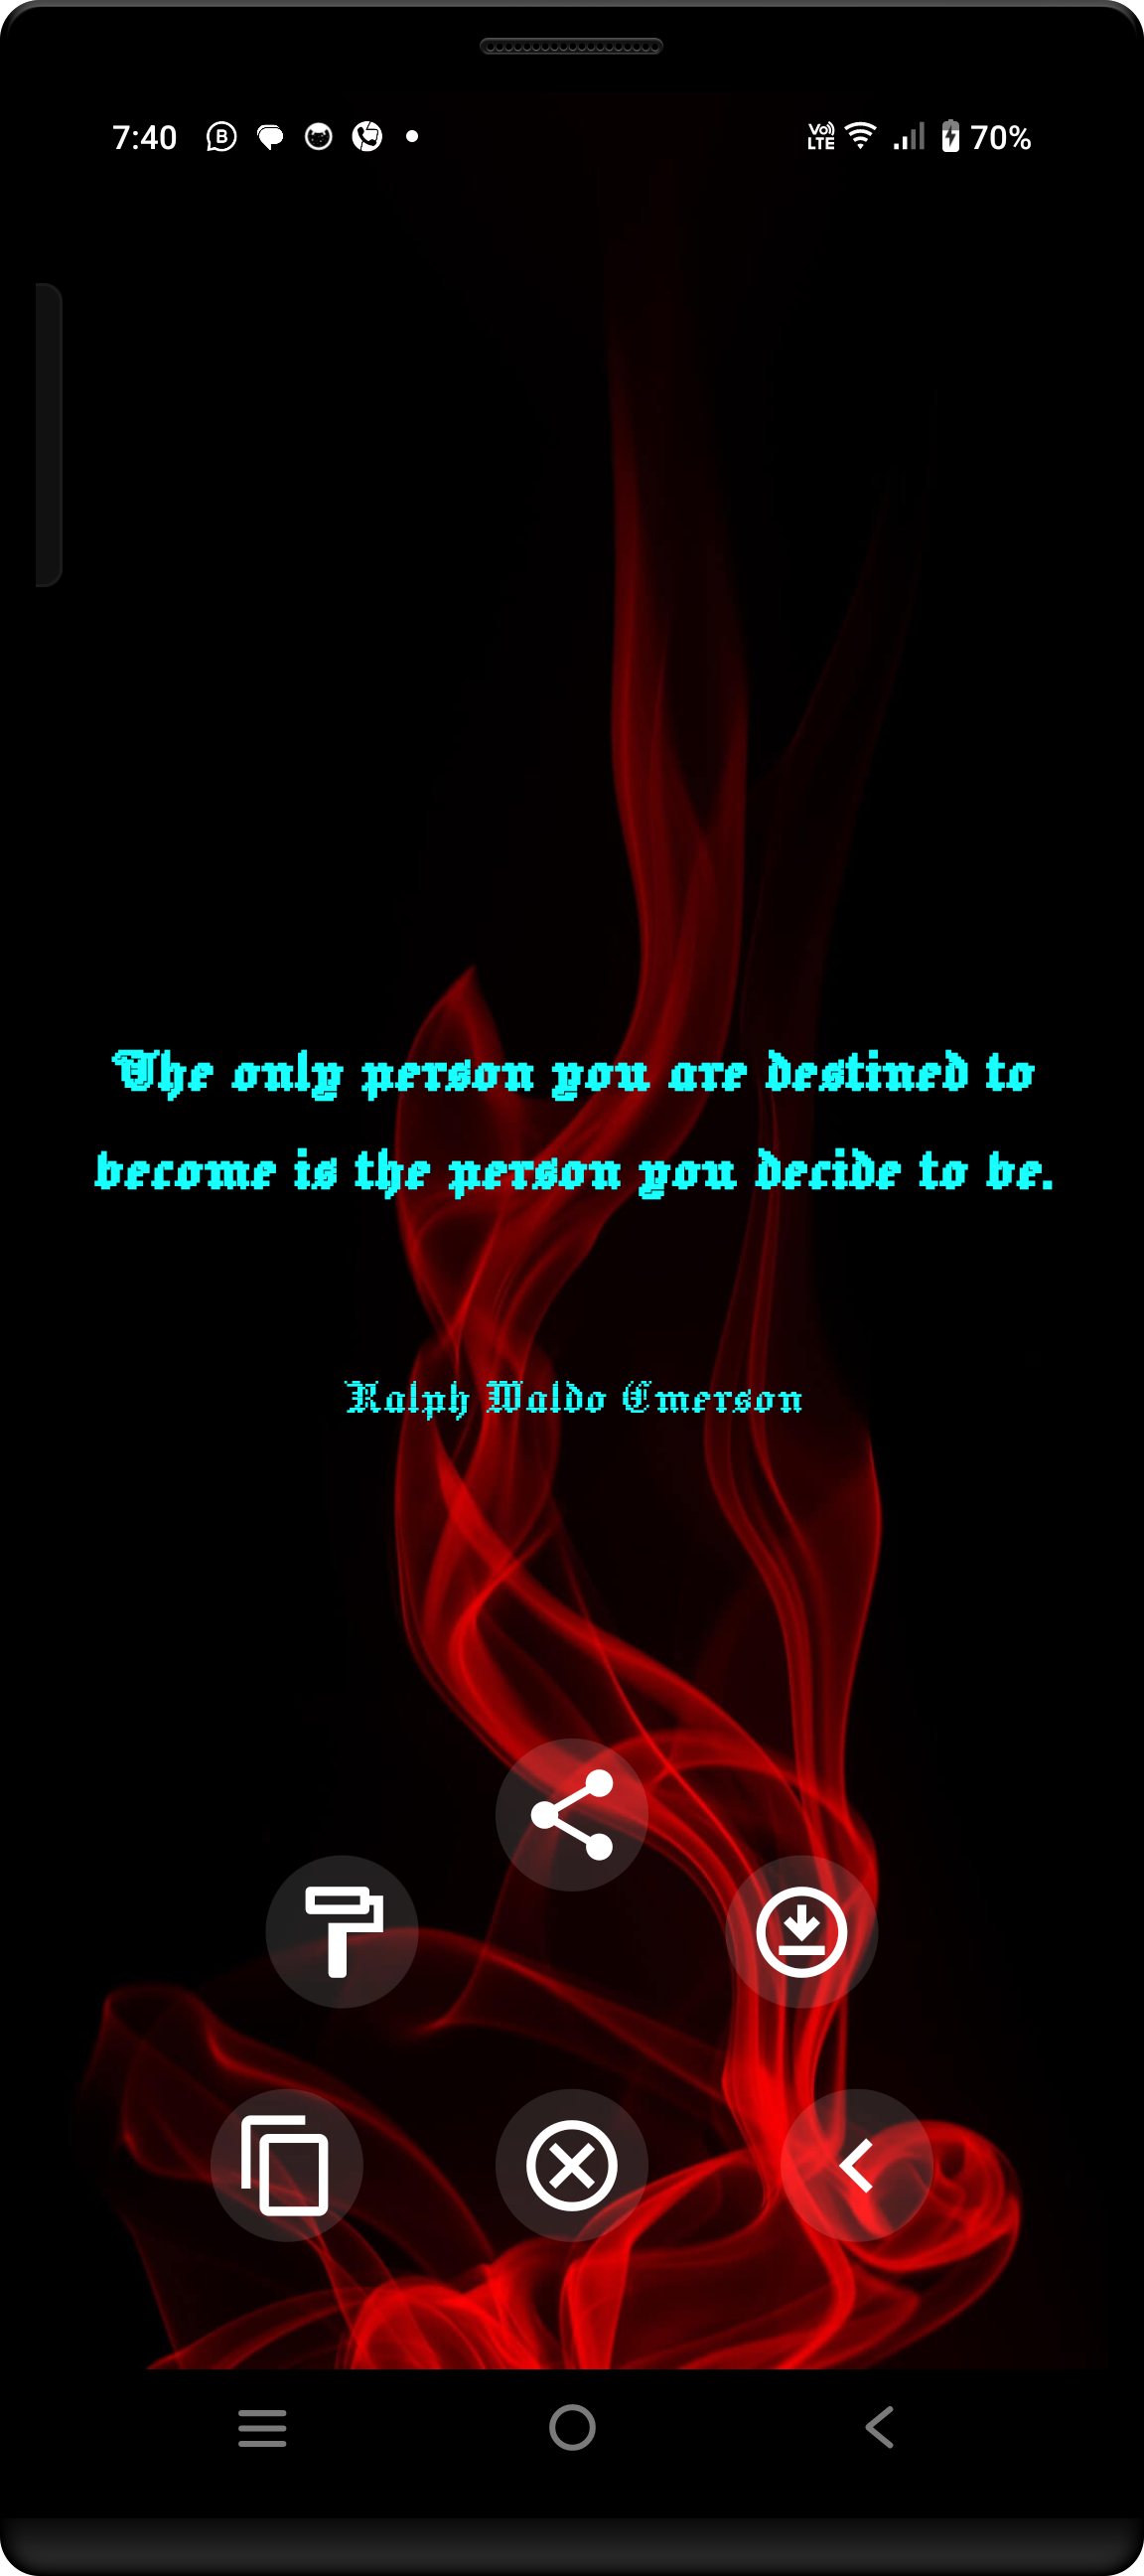 7:40
Vo) LTE 70%
The only person you are destined to
become is the person you decide to be.
Ralph Waldo Emerson